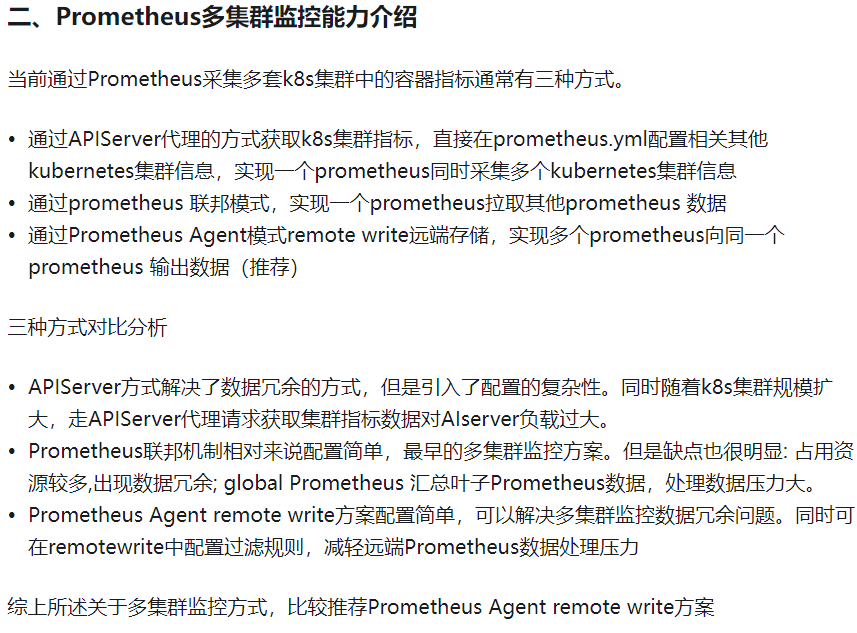 二、Prometheus多集群监控能力介绍
当前通过Prometheus采集多套k8s集群中的容器指标通常有三种方式。
• 通过APIServer代理的方式获取k8s集群指标，直接在prometheus.yml配置相关其他
kubernetes集群信息，实现一个prometheus同时采集多个kubernetes集群信息
• 通过prometheus 联邦模式，实现一个prometheus拉取其他prometheus 数据
• 通过Prometheus Agent模式remote write远端存储，实现多个prometheus向同一个
prometheus 输出数据（推荐）
三种方式对比分析
• APIServer方式解决了数据冗余的方式，但是引入了配置的复杂性。同时随着k8s集群规模扩
大，走APIServer代理请求获取集群指标数据对AIserver负载过大。
• Prometheus联邦机制相对来说配置简单，最早的多集群监控方案。但是缺点也很明显: 占用资
源较多,出现数据冗余; global Prometheus 汇总叶子Prometheus数据，处理数据压力大。
• Prometheus Agent remote write方案配置简单，可以解决多集群监控数据冗余问题。同时可
在remotewrite中配置过滤规则，减轻远端Prometheus数据处理压力
综上所述关于多集群监控方式，比较推荐Prometheus Agent remote write方案